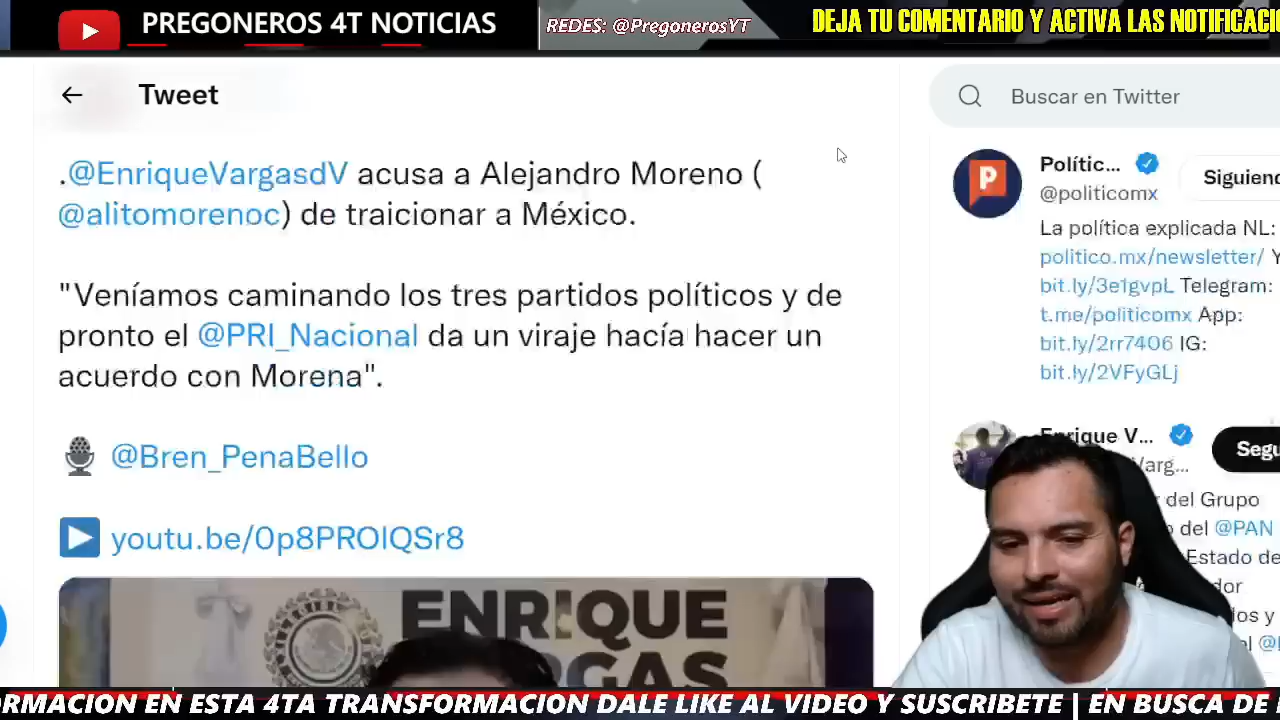 PREGONEROS 4T NOTICIAS
REDES: @PregonerosYT
DEJA TU COMENTARIO Y ACTIVA LAS NOTIFICACI
Tweet
Buscar en Twitter
.@EnriqueVargasdV acusa a Alejandro Moreno (
@alitomorenoc) de traicionar a México.
"Veníamos caminando los tres partidos políticos y de
pronto el @PRI_Nacional da un viraje hacía hacer un
acuerdo con Morena".
@Bren_PenaBello
youtu.be/0p8PROIQSr8
ENRIQUE
Polític...
Siguiend
@politicomx
La política explicada NL:
politico.mx/newsletter/ Y
bit.ly/3e1gvpL Telegram:
t.me/politicomx App:
bit.ly/2rr7406 IG:
bit.ly/2VFyGLj
Enrique V...
Segu
del Grupo
del @PAN
Estado de
RMACION EN ESTA 4TA TRANSFORMACION DALE LIKE AL VIDEO Y SUSCRIBETE | EN BUSCA DE